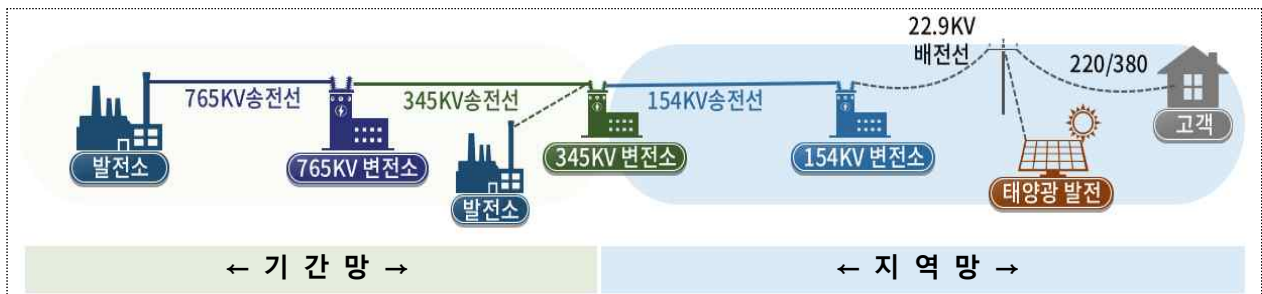 22.9KV
배전선
220/380
765KV송전선
345KV송전선
154KV송전선
발전소
765KV 변전소
발전소
345KV 변전소
154KV 변전소
태양광 발전
고객
← 기 간 망 →
← 지 역 망 →